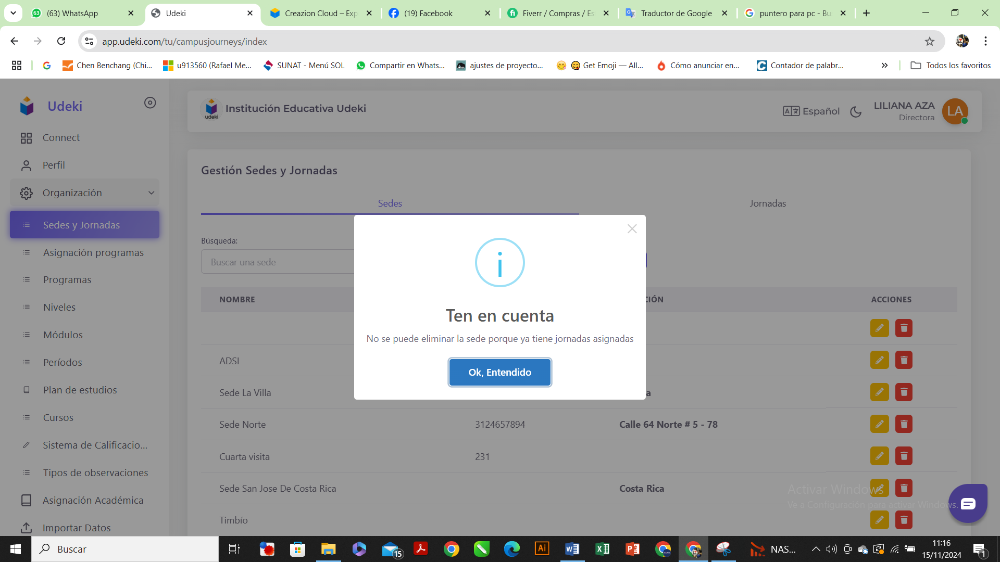 63
(63) WhatsApp
Udeki
Creazion Cloud – Exp
(19) Facebook
Fiverr / Compras / Es
Traductor de Google
puntero para pc - Bu
app.udeki.com/tu/campusjourneys/index
Chen Benchang (Chi...
u913560 (Rafael Me...
SUNAT - Menú SOL
Compartir en Whats...
ajustes de proyecto...
Get Emoji — All...
Cómo anunciar en...
Contador de palabr...
Todos los favoritos
Udeki
Connect
Perfil
Organización
Sedes y Jornadas
Asignación programas
Programas
Niveles
Módulos
Períodos
Plan de estudios
Cursos
Sistema de Calificacio...
Tipos de observaciones
Asignación Académica
Importar Datos
udeki
Institución Educativa Udeki
Español
LILIANA AZA
Directora
LA
Gestión Sedes y Jornadas
Sedes
Jornadas
Búsqueda:
Buscar una sede
NOMBRE
CIÓN
ACCIONES
ADSI
Sede La Villa
a
Sede Norte
3124657894
Calle 64 Norte # 5 - 78
Cuarta visita
231
Sede San Jose De Costa Rica
Costa Rica
Timbío
Ten en cuenta
No se puede eliminar la sede porque ya tiene jornadas asignadas
Ok, Entendido
Activar Windows
Ve a Configuración para activar Windows.
Buscar
15
Ai
NAS...
11:16
15/11/2024
1